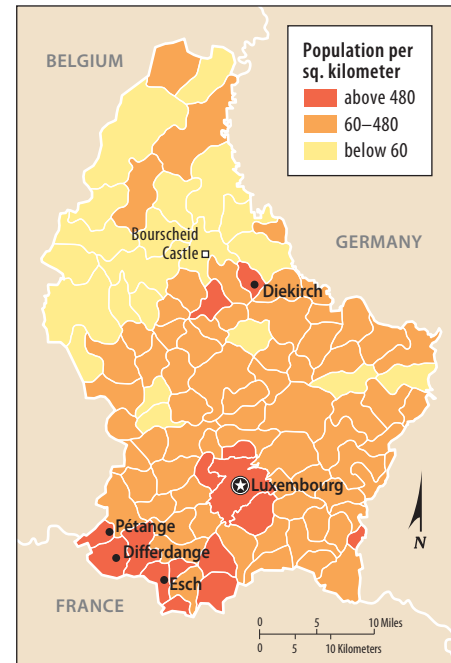 BELGIUM
Population per
sq. kilometer
above 480
60–480
below 60
Bourscheid
Castle
GERMANY
Diekirch
Luxembourg
Pétange
Differdange
Esch
N
FRANCE
0 5 10 Miles
0 5 10 Kilometers